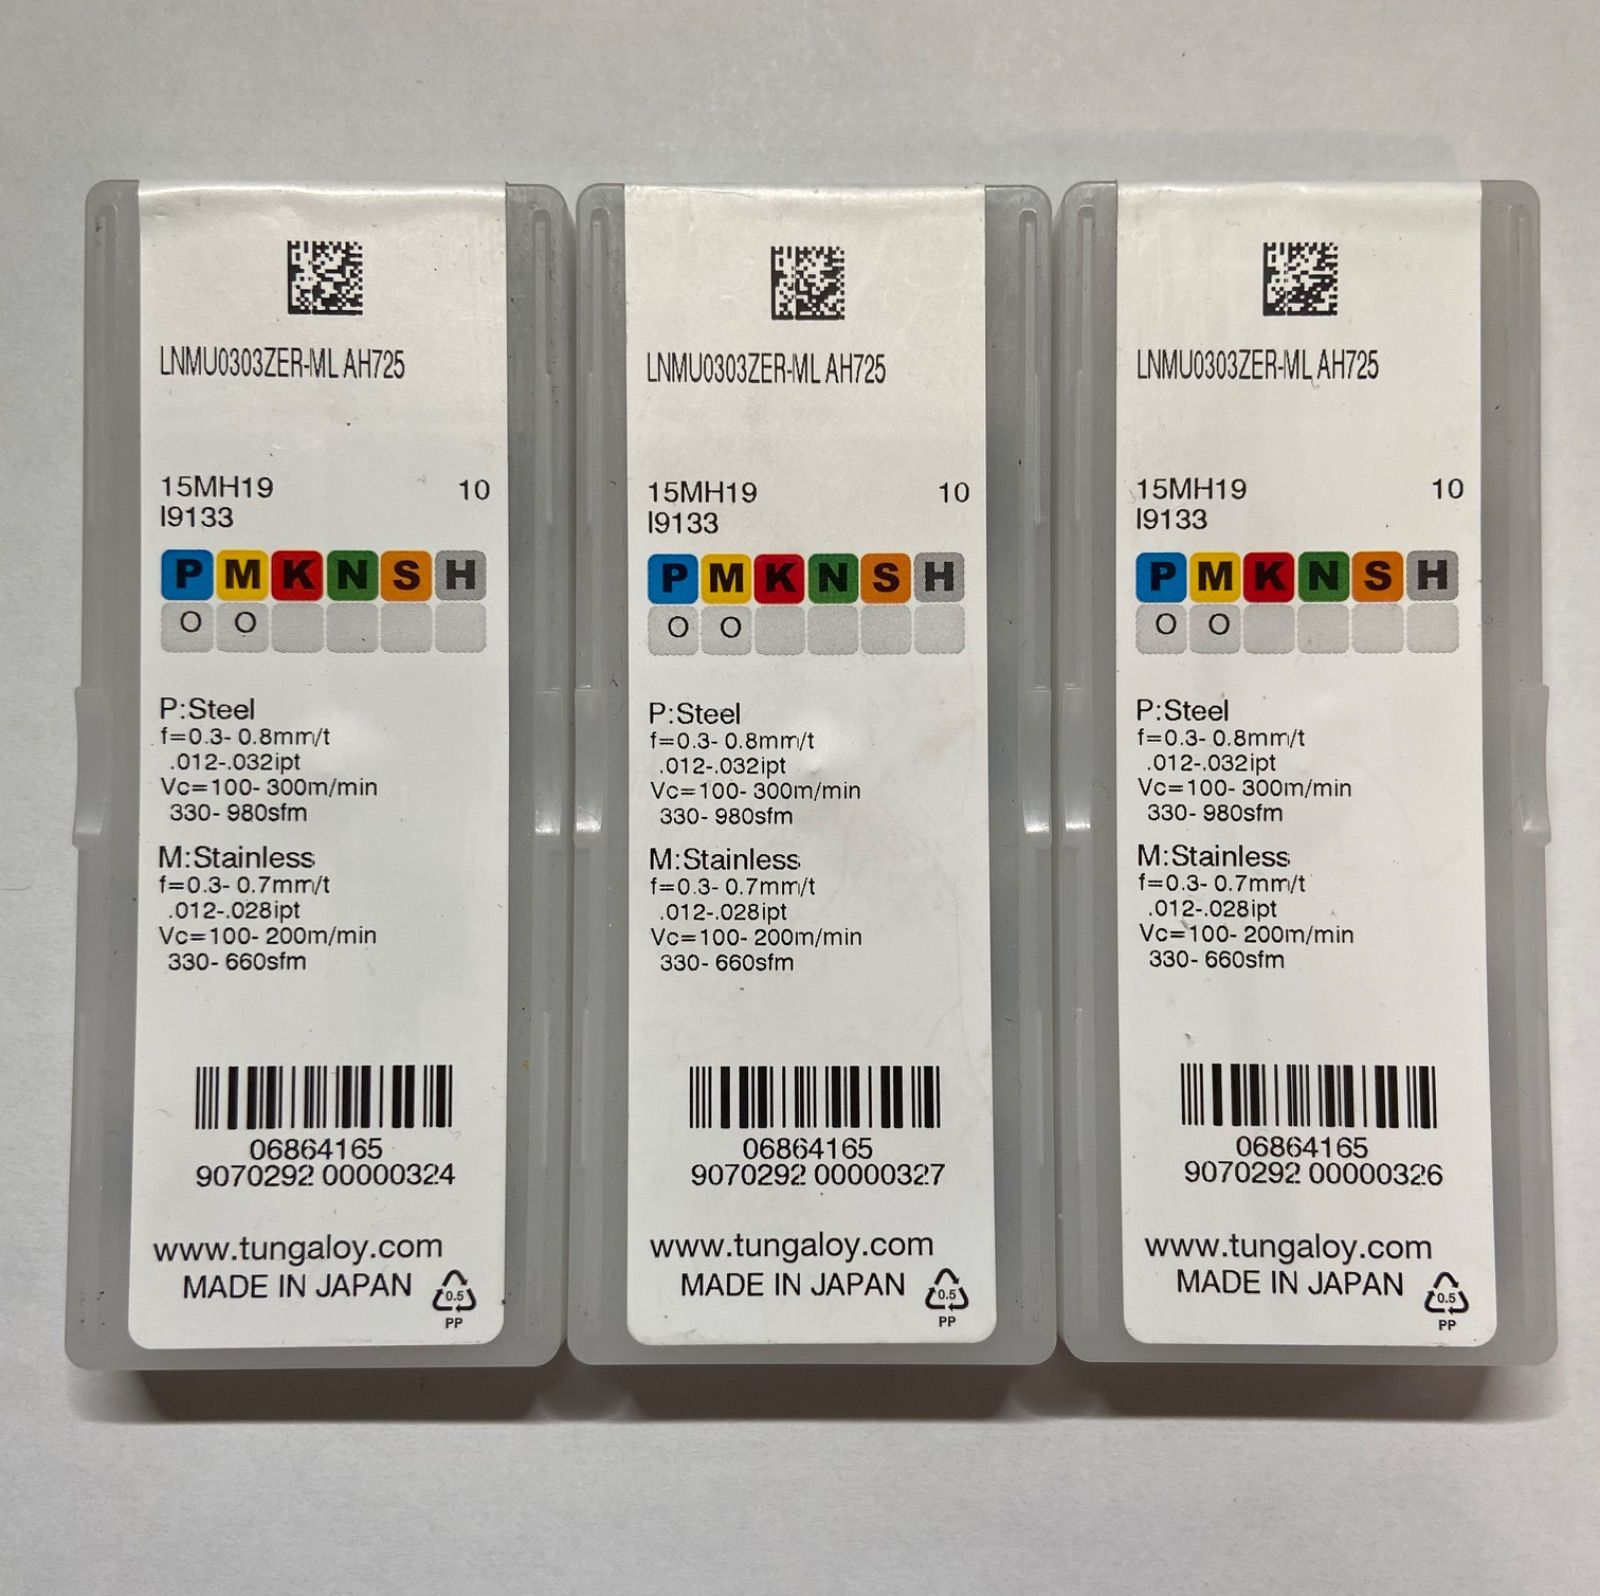 LNMU0303ZER-ML AH725
15MH19 10
I9133
P M K N S H
O O
P:Steel
f=0.3- 0.8mm/t
.012-.032ipt
Vc=100- 300m/min
330- 980sfm
M:Stainless
f=0.3- 0.7mm/t
.012-.028ipt
Vc=100- 200m/min
330- 660sfm
06864165
9070292 00000324
www.tungaloy.com
MADE IN JAPAN
0.5
PP
LNMU0303ZER-ML AH725
15MH19 10
I9133
P M K N S H
O O
P:Steel
f=0.3- 0.8mm/t
.012-.032ipt
Vc=100- 300m/min
330- 980sfm
M:Stainless
f=0.3- 0.7mm/t
.012-.028ipt
Vc=100- 200m/min
330- 660sfm
06864165
9070292 00000327
www.tungaloy.com
MADE IN JAPAN
0.5
PP
LNMU0303ZER-ML AH725
15MH19 10
I9133
P M K N S H
O O
P:Steel
f=0.3- 0.8mm/t
.012-.032ipt
Vc=100- 300m/min
330- 980sfm
M:Stainless
f=0.3- 0.7mm/t
.012-.028ipt
Vc=100- 200m/min
330- 660sfm
06864165
9070292 00000326
www.tungaloy.com
MADE IN JAPAN
0.5
PP